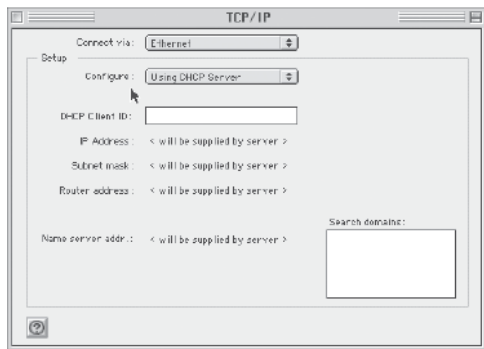 TCP/IP
Connect via: Ethernet
Setup
Configure: Using DHCP Server
DHCP Client ID:
IP Address: < will be supplied by server >
Subnet mask: < will be supplied by server >
Router address: < will be supplied by server >
Search domains:
Name server addr.: < will be supplied by server >
?